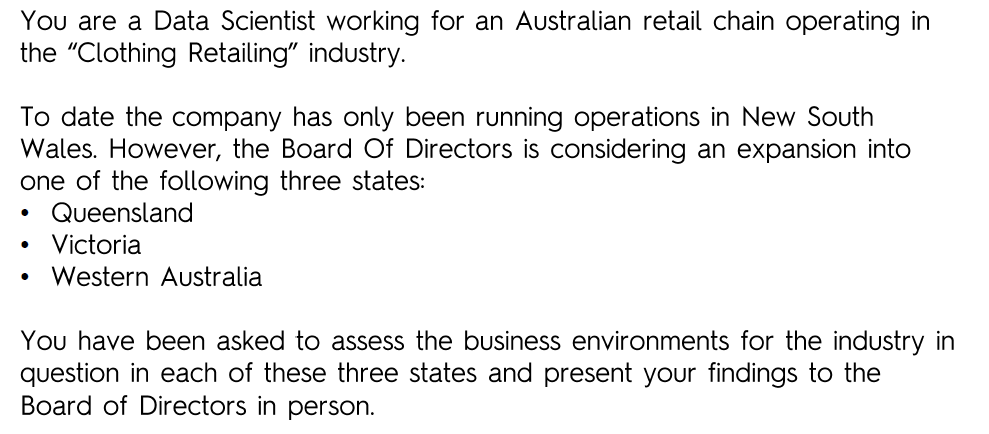 You are a Data Scientist working for an Australian retail chain operating in
the “Clothing Retailing” industry.
To date the company has only been running operations in New South
Wales. However, the Board Of Directors is considering an expansion into
one of the following three states:
• Queensland
• Victoria
• Western Australia
You have been asked to assess the business environments for the industry in
question in each of these three states and present your findings to the
Board of Directors in person.